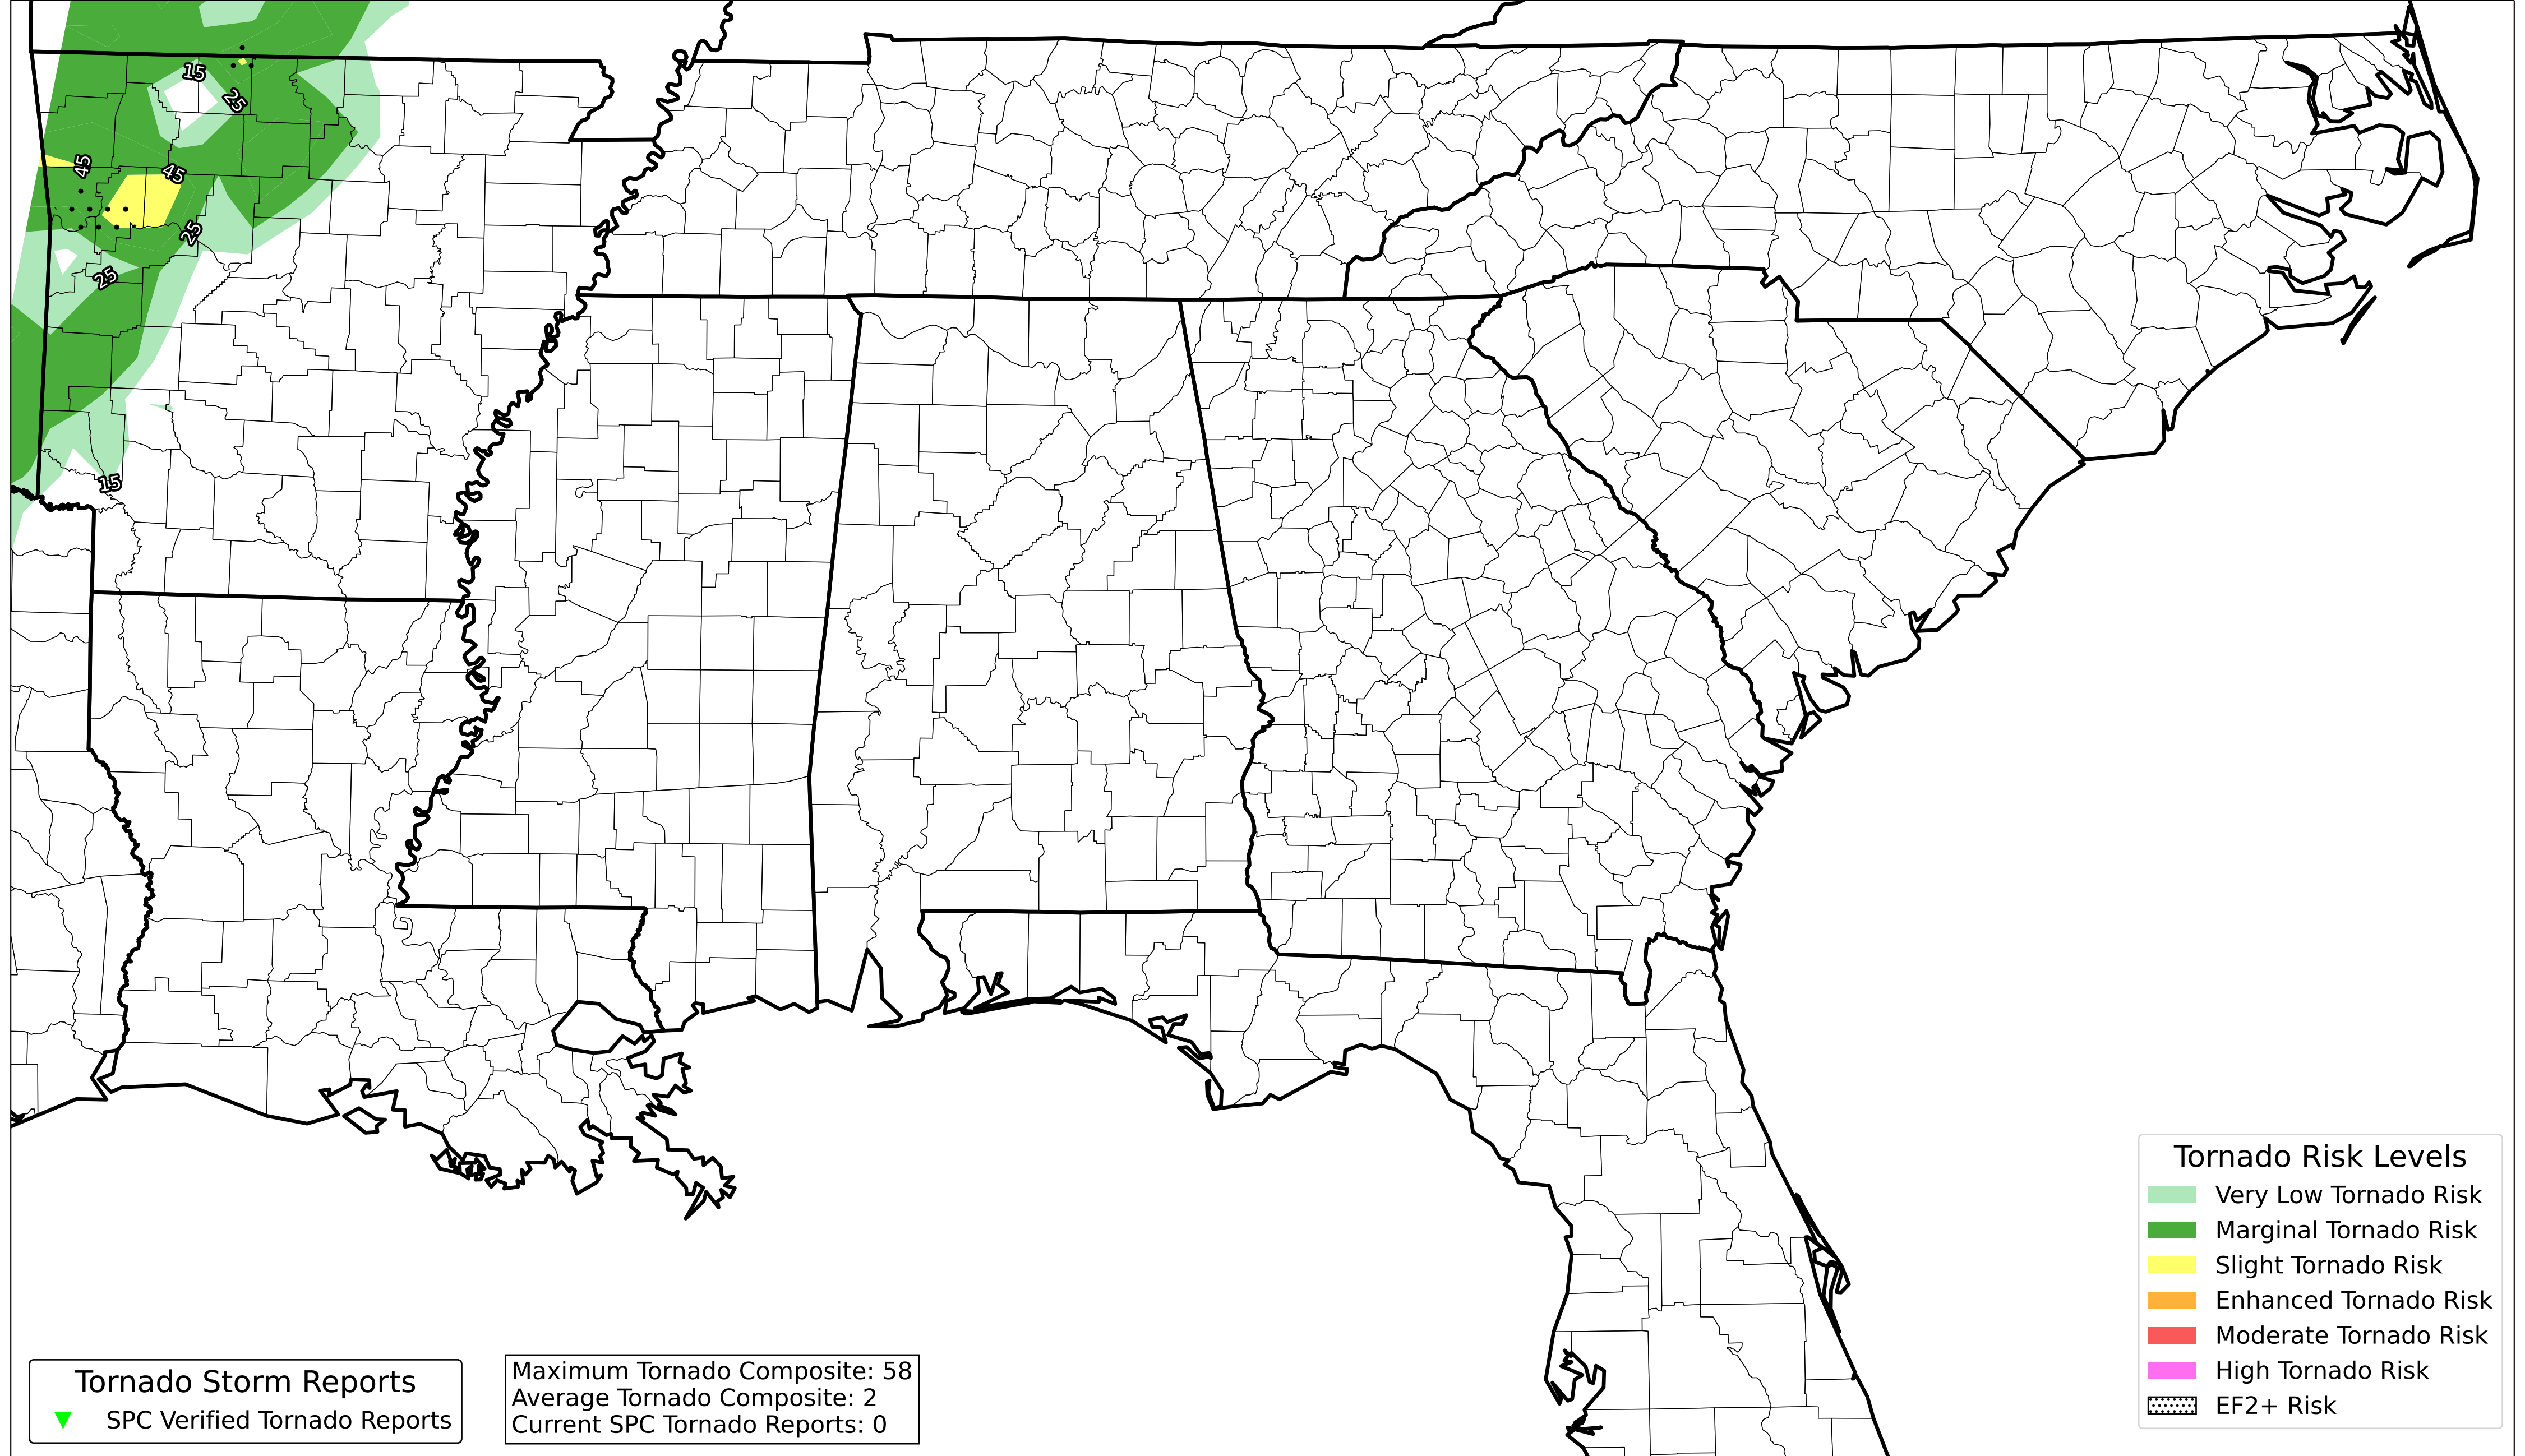 15
25
45
45
25
25
15
Tornado Risk Levels
Very Low Tornado Risk
Marginal Tornado Risk
Slight Tornado Risk
Enhanced Tornado Risk
Moderate Tornado Risk
High Tornado Risk
EF2+ Risk
Tornado Storm Reports
SPC Verified Tornado Reports
Maximum Tornado Composite: 58
Average Tornado Composite: 2
Current SPC Tornado Reports: 0